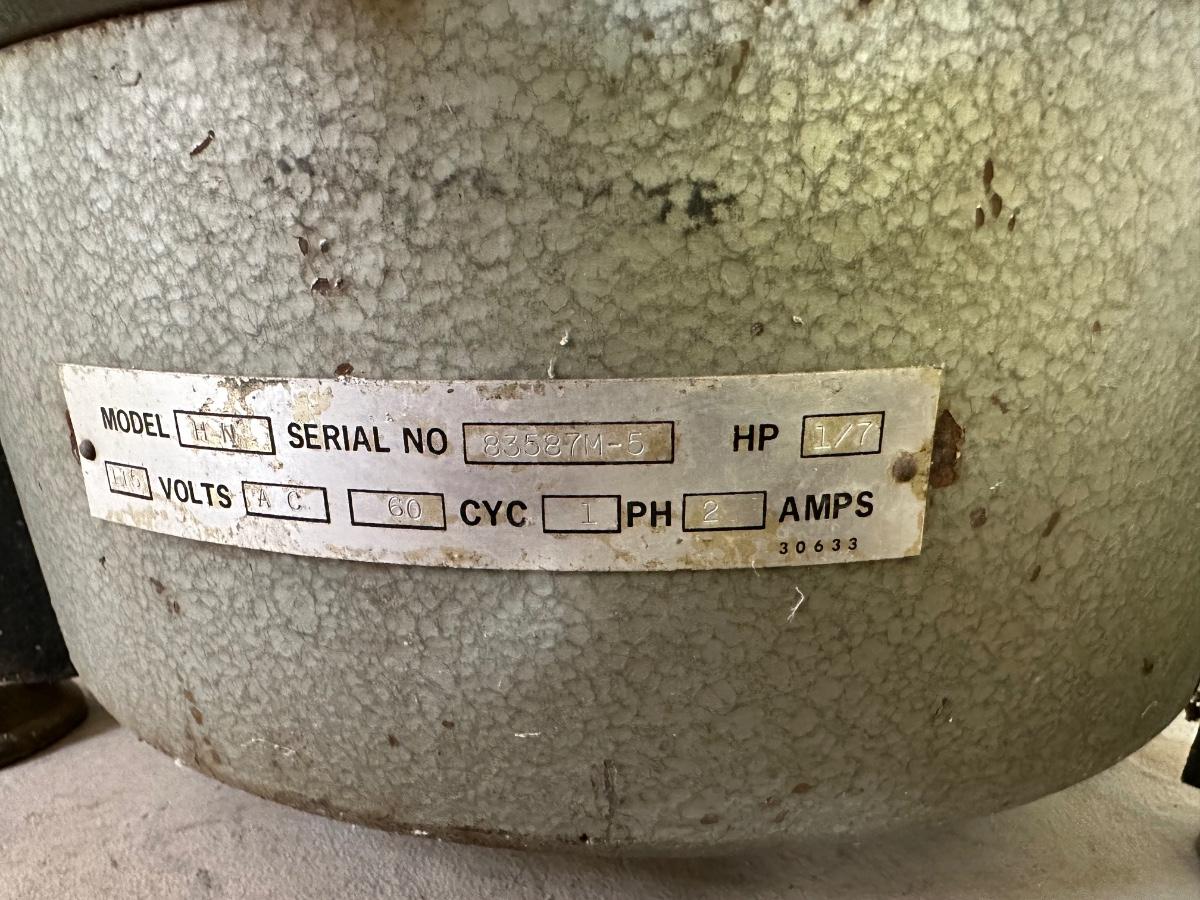 MODEL H-N SERIAL NO 83587M-5 HP 1/7
115 VOLTS A C 60 CYC 1 PH 2 AMPS
30633